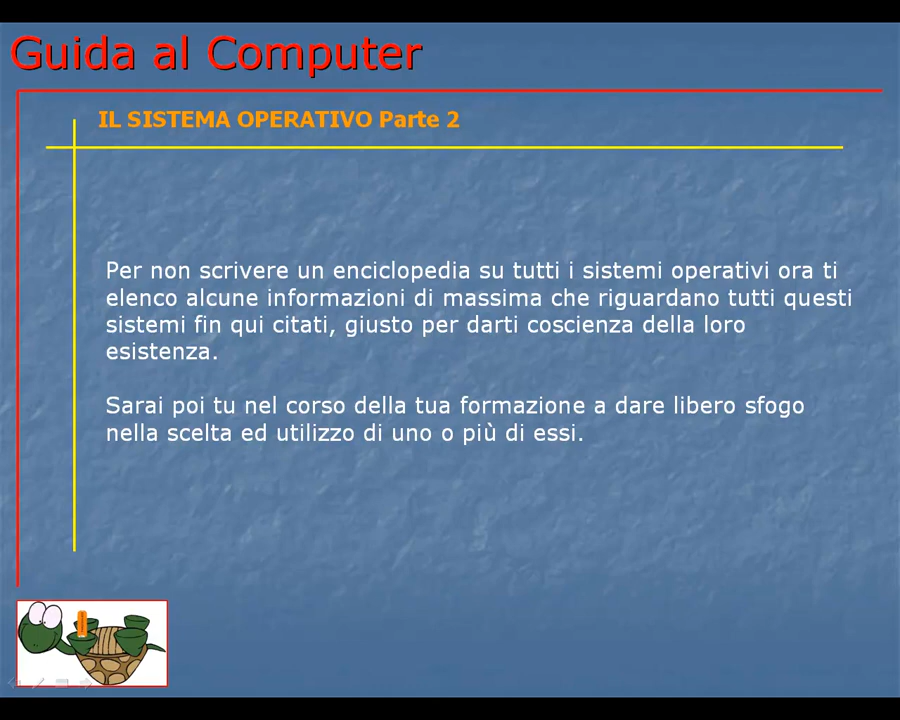 Guida al Computer
IL SISTEMA OPERATIVO Parte 2
Per non scrivere un enciclopedia su tutti i sistemi operativi ora ti
elenco alcune informazioni di massima che riguardano tutti questi
sistemi fin qui citati, giusto per darti coscienza della loro
esistenza.
Sarai poi tu nel corso della tua formazione a dare libero sfogo
nella scelta ed utilizzo di uno o più di essi.